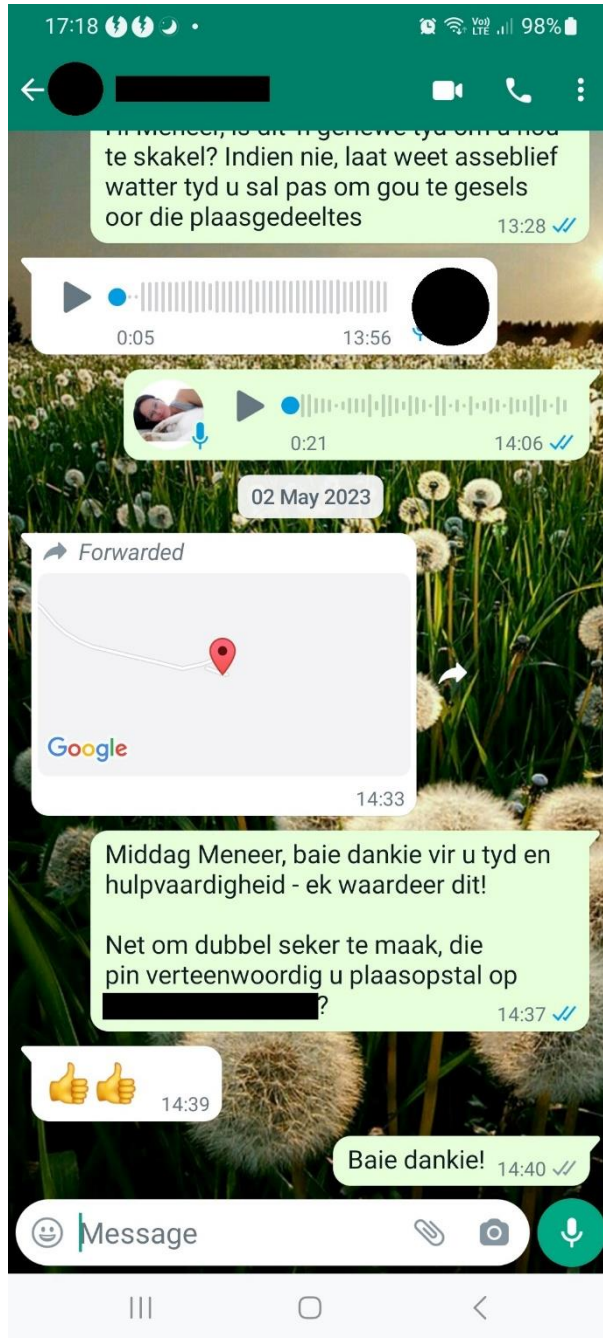 17:18
Vo)) LTE 98%
te skakel? Indien nie, laat weet asseblief
watter tyd u sal pas om gou te gesels
oor die plaasgedeeltes
13:28
0:05 13:56
0:21 14:06
02 May 2023
Forwarded
Google
14:33
Middag Meneer, baie dankie vir u tyd en
hulpvaardigheid - ek waardeer dit!
Net om dubbel seker te maak, die
pin verteenwoordig u plaasopstal op
?
14:37
14:39
Baie dankie! 14:40
Message